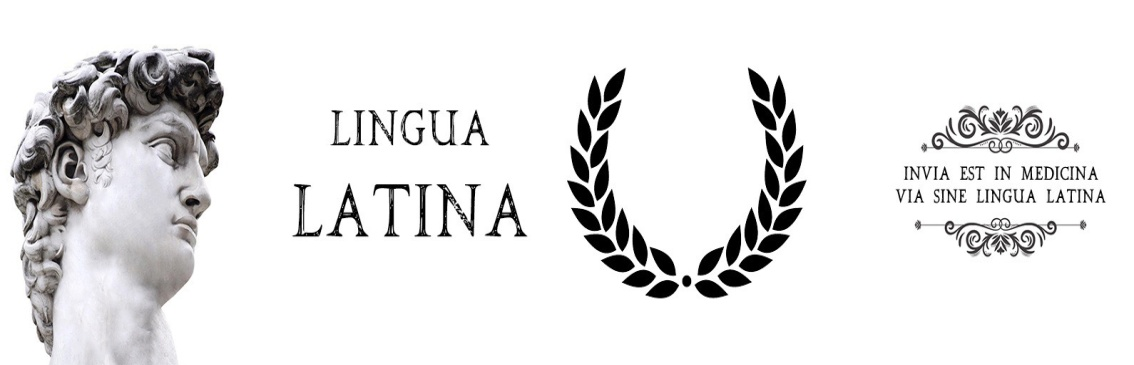 LINGUA
LATINA
INVIA EST IN MEDICINA
VIA SINE LINGUA LATINA